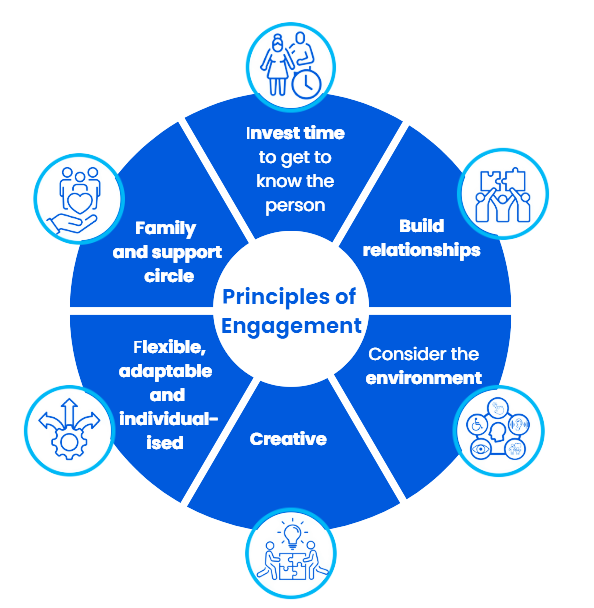 Invest time
to get to
know the
person
Build
relationships
Consider the
environment
Creative
Flexible,
adaptable
and
individual-
ised
Family
and support
circle
Principles of
Engagement